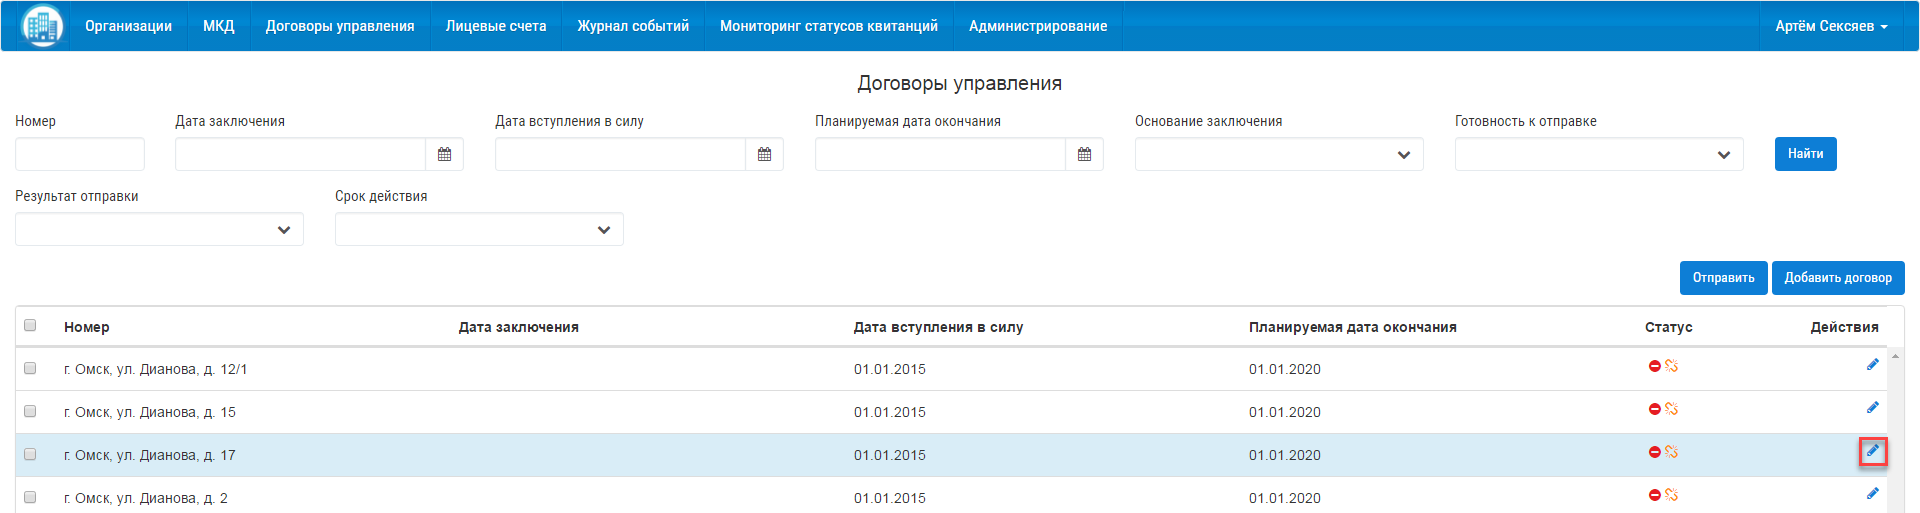 Организации МКД Договоры управления Лицевые счета Журнал событий Мониторинг статусов квитанций Администрирование Артём Сексяев
Договоры управления
Номер Дата заключения Дата вступления в силу Планируемая дата окончания Основание заключения Готовность к отправке
Найти
Результат отправки Срок действия
Отправить Добавить договор
Номер Дата заключения Дата вступления в силу Планируемая дата окончания Статус Действия
г. Омск, ул. Дианова, д. 12/1 01.01.2015 01.01.2020
г. Омск, ул. Дианова, д. 15 01.01.2015 01.01.2020
г. Омск, ул. Дианова, д. 17 01.01.2015 01.01.2020
г. Омск, ул. Дианова, д. 2 01.01.2015 01.01.2020